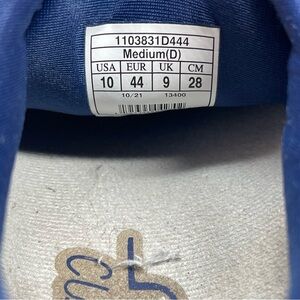 1103831D444
Medium(D)
USA EUR UK CM
10 44 9 28
10/21 13400